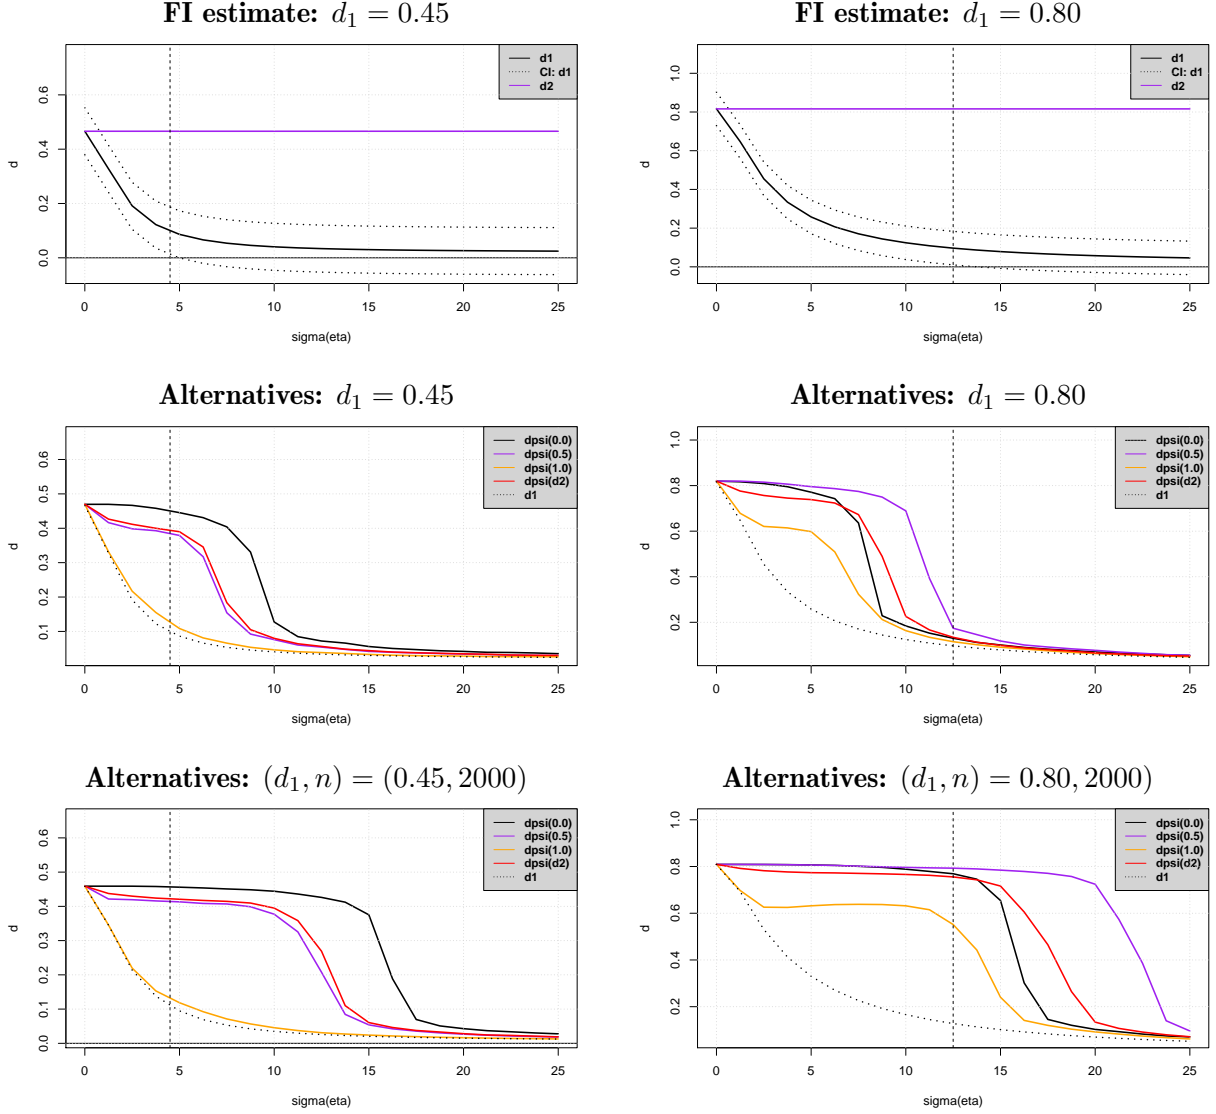 FI estimate: d₁ = 0.45
d1
CI: d1
d2
d
0.0 0.2 0.4 0.6
0 5 10 15 20 25
sigma(eta)
FI estimate: d₁ = 0.80
d1
CI: d1
d2
d
0.0 0.2 0.4 0.6 0.8 1.0
0 5 10 15 20 25
sigma(eta)
Alternatives: d₁ = 0.45
dpsi(0.0)
dpsi(0.5)
dpsi(1.0)
dpsi(d2)
d1
d
0.1 0.2 0.3 0.4 0.5 0.6
0 5 10 15 20 25
sigma(eta)
Alternatives: d₁ = 0.80
dpsi(0.0)
dpsi(0.5)
dpsi(1.0)
dpsi(d2)
d1
d
0.2 0.4 0.6 0.8 1.0
0 5 10 15 20 25
sigma(eta)
Alternatives: (d₁, n) = (0.45, 2000)
dpsi(0.0)
dpsi(0.5)
dpsi(1.0)
dpsi(d2)
d1
d
0.0 0.1 0.2 0.3 0.4 0.5 0.6
0 5 10 15 20 25
sigma(eta)
Alternatives: (d₁, n) = 0.80, 2000)
dpsi(0.0)
dpsi(0.5)
dpsi(1.0)
dpsi(d2)
d1
d
0.2 0.4 0.6 0.8 1.0
0 5 10 15 20 25
sigma(eta)